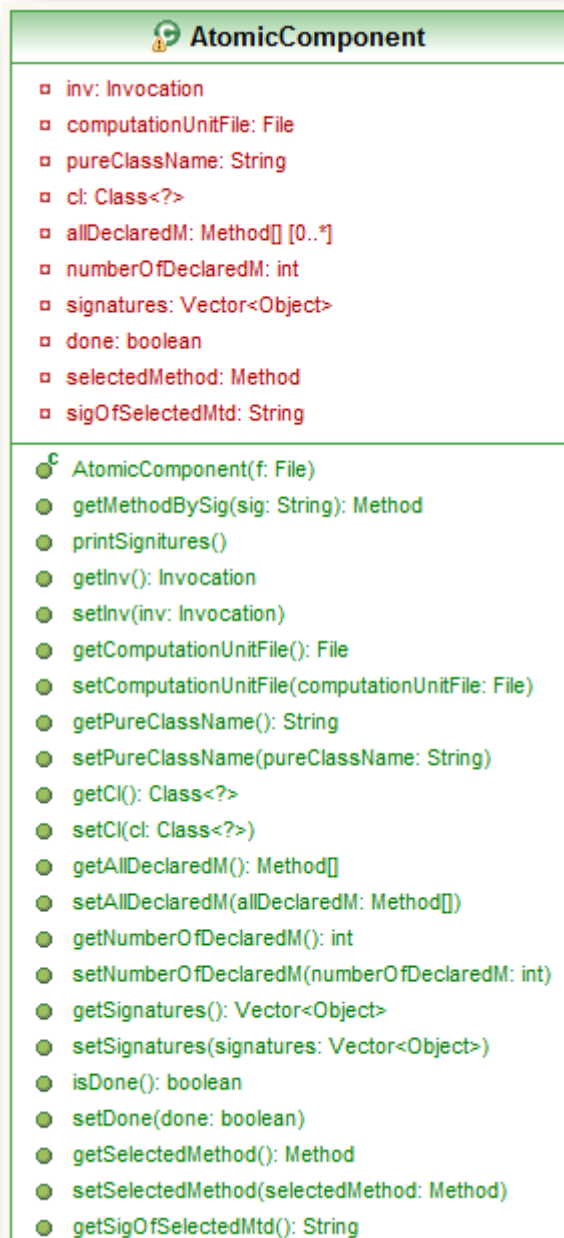 AtomicComponent
inv: Invocation
computationUnitFile: File
pureClassName: String
cl: Class<?>
allDeclaredM: Method[] [0..*]
numberOfDeclaredM: int
signatures: Vector<Object>
done: boolean
selectedMethod: Method
sigOfSelectedMtd: String
AtomicComponent(f: File)
getMethodBySig(sig: String): Method
printSignitures()
getInv(): Invocation
setInv(inv: Invocation)
getComputationUnitFile(): File
setComputationUnitFile(computationUnitFile: File)
getPureClassName(): String
setPureClassName(pureClassName: String)
getCl(): Class<?>
setCl(cl: Class<?>)
getAllDeclaredM(): Method[]
setAllDeclaredM(allDeclaredM: Method[])
getNumberOfDeclaredM(): int
setNumberOfDeclaredM(numberOfDeclaredM: int)
getSignatures(): Vector<Object>
setSignatures(signatures: Vector<Object>)
isDone(): boolean
setDone(done: boolean)
getSelectedMethod(): Method
setSelectedMethod(selectedMethod: Method)
getSigOfSelectedMtd(): String